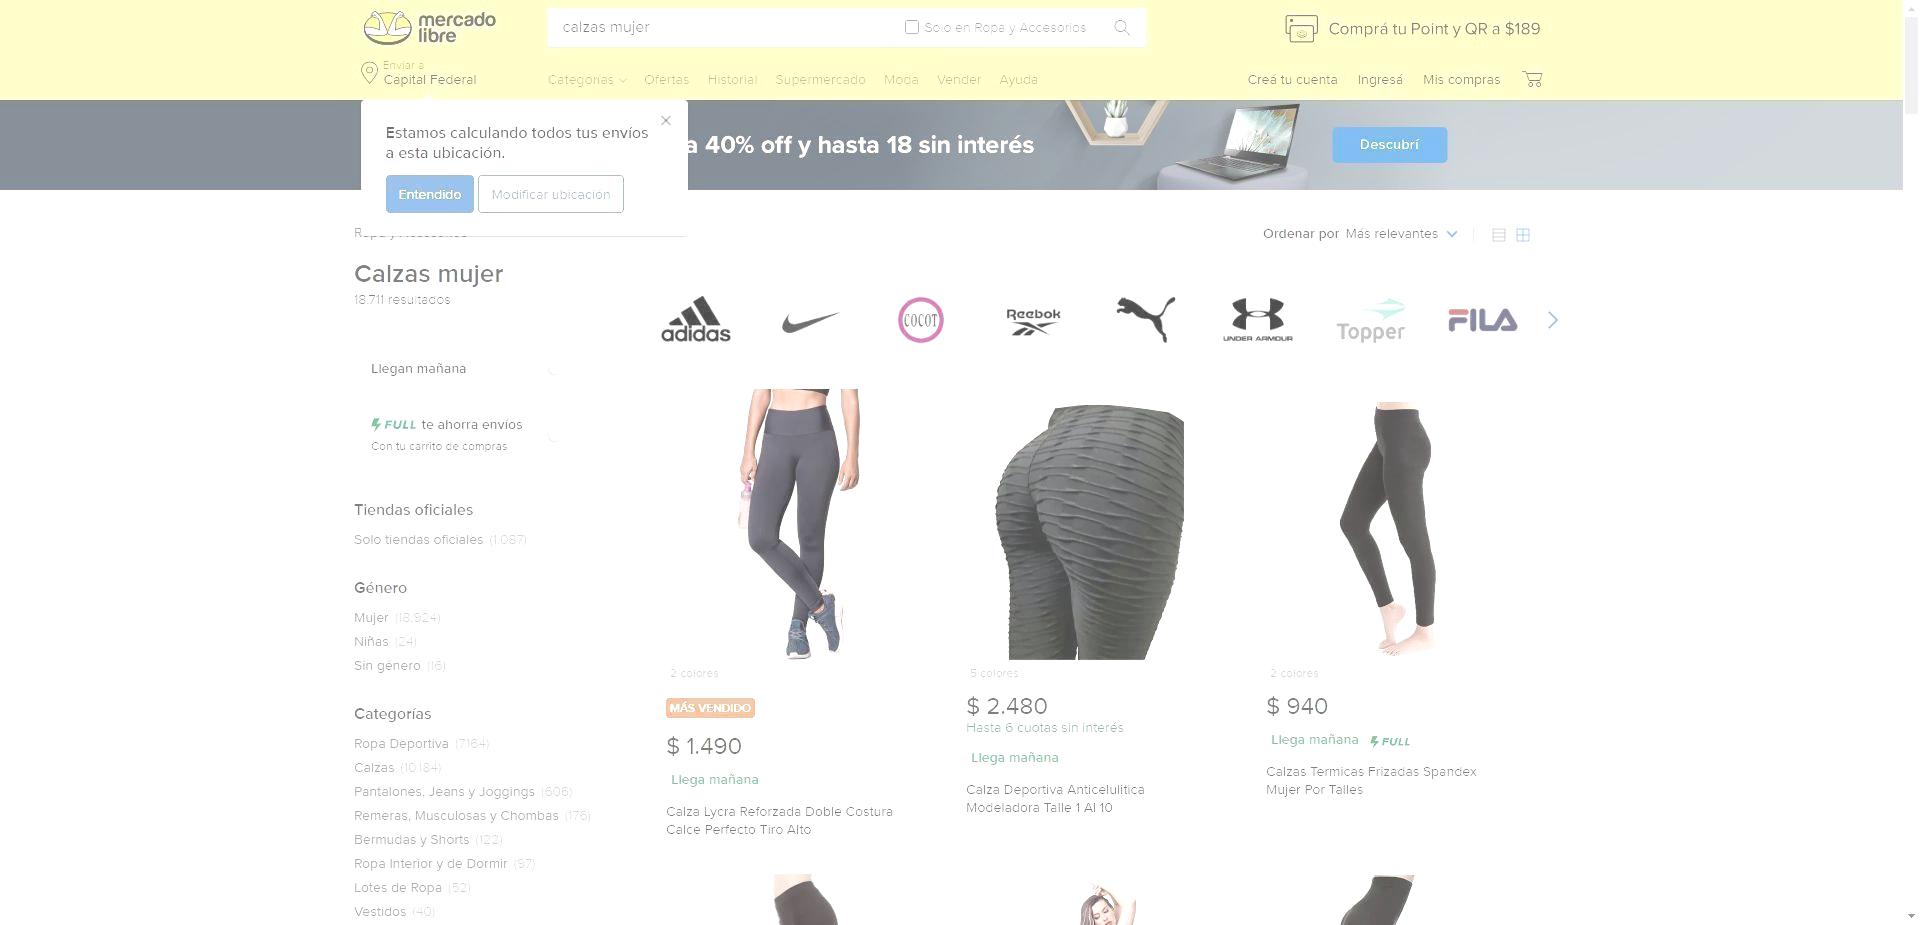 mercado
libre
calzas mujer
Solo en Ropa y Accesorios
Comprá tu Point y QR a $189
Enviar a
Capital Federal
Categorías
Ofertas
Historial
Supermercado
Moda
Vender
Ayuda
Creá tu cuenta
Ingresá
Mis compras
Estamos calculando todos tus envíos
a esta ubicación.
Entendido
Modificar ubicación
a 40% off y hasta 18 sin interés
Descubrí
Ropa y Accesorios
Ordenar por Más relevantes
Calzas mujer
18.711 resultados
adidas
COCOT
Reebok
UNDER ARMOUR
Topper
FILA
Llegan mañana
FULL te ahorra envíos
Con tu carrito de compras
Tiendas oficiales
Solo tiendas oficiales (1.087)
Género
Mujer (18.924)
Niñas (24)
Sin género (16)
Categorías
Ropa Deportiva (7.164)
Calzas (10.184)
Pantalones, Jeans y Joggings (606)
Remeras, Musculosas y Chombas (176)
Bermudas y Shorts (122)
Ropa Interior y de Dormir (97)
Lotes de Ropa (52)
Vestidos (40)
2 colores
MÁS VENDIDO
$ 1.490
Llega mañana
Calza Lycra Reforzada Doble Costura
Calce Perfecto Tiro Alto
5 colores
$ 2.480
Hasta 6 cuotas sin interés
Llega mañana
Calza Deportiva Anticelulitica
Modeladora Talle 1 Al 10
2 colores
$ 940
Llega mañana FULL
Calzas Termicas Frizadas Spandex
Mujer Por Talles